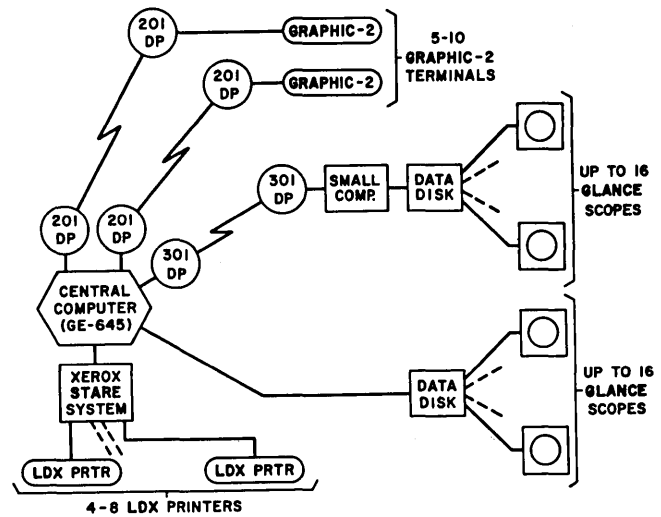 201
DP
GRAPHIC-2
5-10
GRAPHIC-2
TERMINALS
201
DP
GRAPHIC-2
301
DP
SMALL
COMP.
DATA
DISK
UP TO 16
GLANCE
SCOPES
201
DP
201
DP
301
DP
CENTRAL
COMPUTER
(GE-645)
XEROX
STARE
SYSTEM
DATA
DISK
UP TO 16
GLANCE
SCOPES
LDX PRTR
LDX PRTR
4-8 LDX PRINTERS